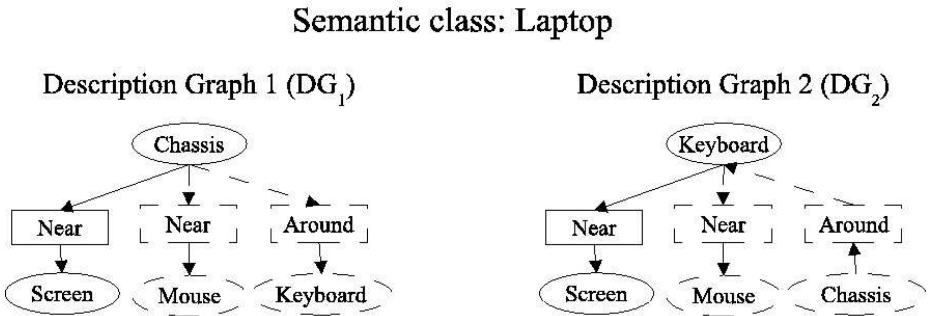 Semantic class: Laptop
Description Graph 1 (DG1)
Description Graph 2 (DG2)
Chassis
Near
Near
Around
Screen
Mouse
Keyboard
Keyboard
Near
Near
Around
Screen
Mouse
Chassis